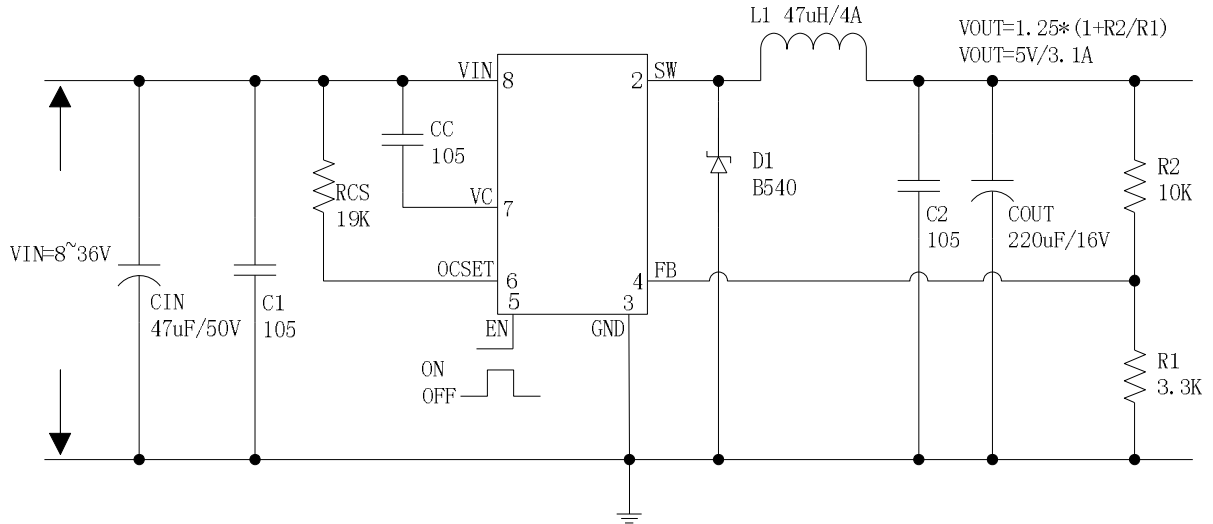 L1 47uH/4A
VOUT=1.25*(1+R2/R1)
VOUT=5V/3.1A
VIN
8
2
SW
CC
105
RCS
19K
VC
7
D1
B540
R2
10K
C2
105
COUT
220uF/16V
VIN=8~36V
OCSET
6
4
FB
5
3
EN
GND
CIN
47uF/50V
C1
105
ON
OFF
R1
3.3K